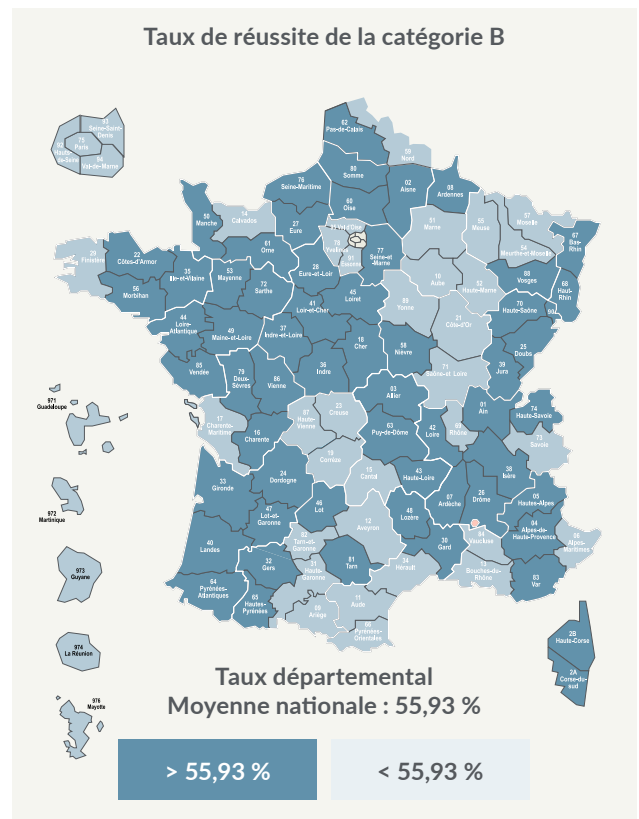 Taux de réussite de la catégorie B
62
Pas-de-Calais
59
Nord
93
Seine-Saint-
Denis
92
Hauts-
de-Seine
75
Paris
94
Val-de-Marne
80
Somme
76
Seine-Maritime
02
Aisne
08
Ardennes
60
Oise
50
Manche
14
Calvados
27
Eure
95 Val d'Oise
78
Yvelines
91
Essonne
77
Seine-et
-Marne
51
Marne
55
Meuse
57
Moselle
54
Meurthe-et-Moselle
67
Bas-
Rhin
61
Orne
29
Finistère
22
Côtes-d'Armor
35
Ille-et-Vilaine
53
Mayenne
28
Eure-et-Loir
10
Aube
52
Haute-Marne
88
Vosges
68
Haut-
Rhin
56
Morbihan
72
Sarthe
45
Loiret
41
Loir-et-Cher
89
Yonne
21
Côte-d'Or
70
Haute-Saône
90
44
Loire-
Atlantique
49
Maine-et-Loire
37
Indre-et-Loire
18
Cher
58
Nièvre
25
Doubs
39
Jura
85
Vendée
79
Deux-
Sèvres
86
Vienne
36
Indre
71
Saône-et Loire
03
Allier
01
Ain
74
Haute-Savoie
971
Guadeloupe
17
Charente-
Maritime
16
Charente
87
Haute-
Vienne
23
Creuse
63
Puy-de-Dôme
42
Loire
69
Rhône
73
Savoie
19
Corrèze
15
Cantal
43
Haute-Loire
38
Isère
33
Gironde
24
Dordogne
46
Lot
47
Lot-et-
Garonne
48
Lozère
07
Ardèche
26
Drôme
05
Hautes-Alpes
972
Martinique
12
Aveyron
04
Alpes-de
Haute-Provence
06
Alpes-
Maritimes
40
Landes
82
Tarn-et
Garonne
32
Gers
31
Haute-
Garonne
81
Tarn
34
Hérault
30
Gard
84
Vaucluse
13
Bouches-du-
Rhône
83
Var
973
Guyane
64
Pyrénées-
Atlantiques
65
Hautes-
Pyrénées
09
Ariège
11
Aude
66
Pyrénées-
Orientales
974
La Réunion
2B
Haute-Corse
2A
Corse-du-
sud
976
Mayotte
Taux départemental
Moyenne nationale : 55,93 %
> 55,93 %
< 55,93 %